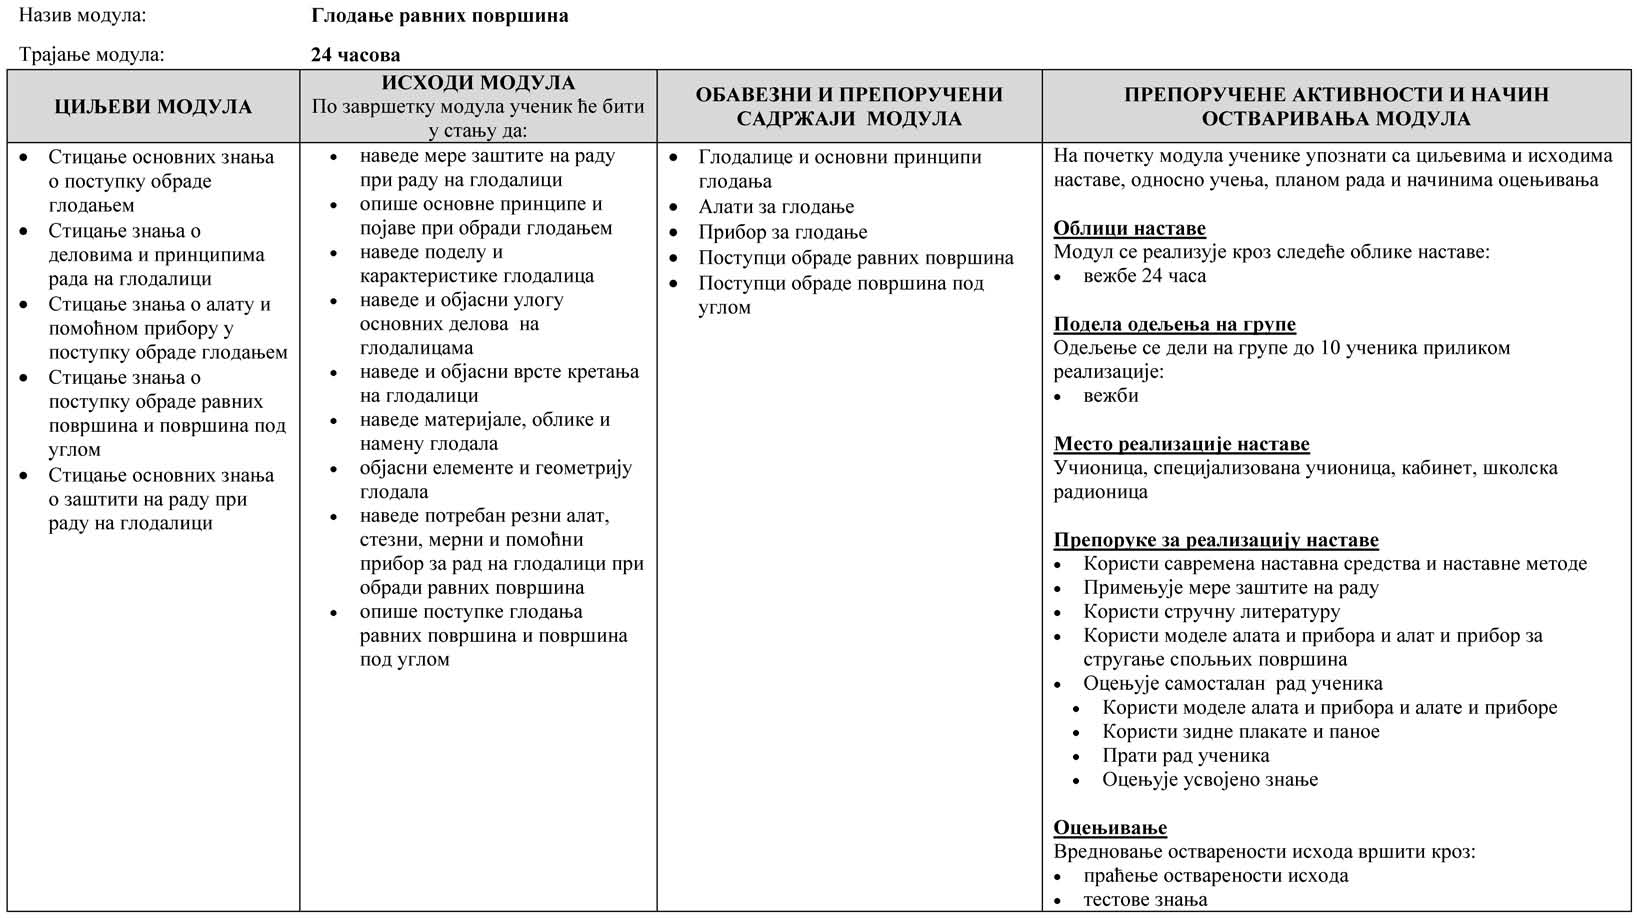 Назив модула: Глодање равних површина
Трајање модула: 24 часова
ЦИЉЕВИ МОДУЛА
ИСХОДИ МОДУЛА
По завршетку модула ученик ће бити
у стању да:
ОБАВЕЗНИ И ПРЕПОРУЧЕНИ
САДРЖАЈИ МОДУЛА
ПРЕПОРУЧЕНЕ АКТИВНОСТИ И НАЧИН
ОСТВАРИВАЊА МОДУЛА
• Стицање основних знања
о поступку обраде
глодањем
• Стицање знања о
деловима и принципима
рада на глодалици
• Стицање знања о алату и
помоћном прибору у
поступку обраде глодањем
• Стицање знања о
поступку обраде равних
површина и површина под
углом
• Стицање основних знања
о заштити на раду при
раду на глодалици
• наведе мере заштите на раду
при раду на глодалици
• опише основне принципе и
појаве при обради глодањем
• наведе поделу и
карактеристике глодалица
• наведе и објасни улогу
основних делова на
глодалицама
• наведе и објасни врсте кретања
на глодалици
• наведе материјале, облике и
намену глодала
• објасни елементе и геометрију
глодала
• наведе потребан резни алат,
стезни, мерни и помоћни
прибор за рад на глодалици при
обради равних површина
• опише поступке глодања
равних површина и површина
под углом
• Глодалице и основни принципи
глодања
• Алати за глодање
• Прибор за глодање
• Поступци обраде равних површина
• Поступци обраде површина под
углом
На почетку модула ученике упознати са циљевима и исходима
наставе, односно учења, планом рада и начинима оцењивања
Облици наставе
Модул се реализује кроз следеће облике наставе:
• вежбе 24 часа
Подела одељења на групе
Одељење се дели на групе до 10 ученика приликом
реализације:
• вежби
Место реализације наставе
Учионица, специјализована учионица, кабинет, школска
радионица
Препоруке за реализацију наставе
• Користи савремена наставна средства и наставне методе
• Примењује мере заштите на раду
• Користи стручну литературу
• Користи моделе алата и прибора и алат и прибор за
стругање спољњих површина
• Оцењује самосталан рад ученика
• Користи моделе алата и прибора и алате и приборе
• Користи зидне плакате и паное
• Прати рад ученика
• Оцењује усвојено знање
Оцењивање
Вредновање остварености исхода вршити кроз:
• праћење остварености исхода
• тестове знања